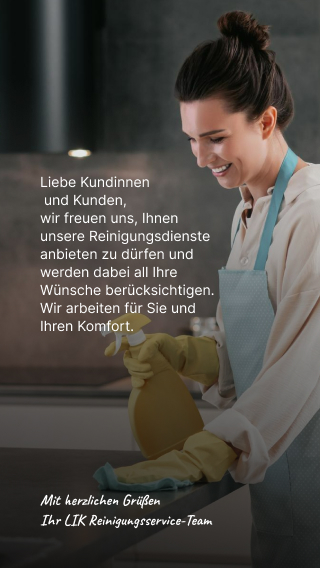 Liebe Kundinnen
und Kunden,
wir freuen uns, Ihnen
unsere Reinigungsdienste
anbieten zu dürfen und
werden dabei all Ihre
Wünsche berücksichtigen.
Wir arbeiten für Sie und
Ihren Komfort.
Mit herzlichen Grüßen
Ihr LIK Reinigungsservice-Team